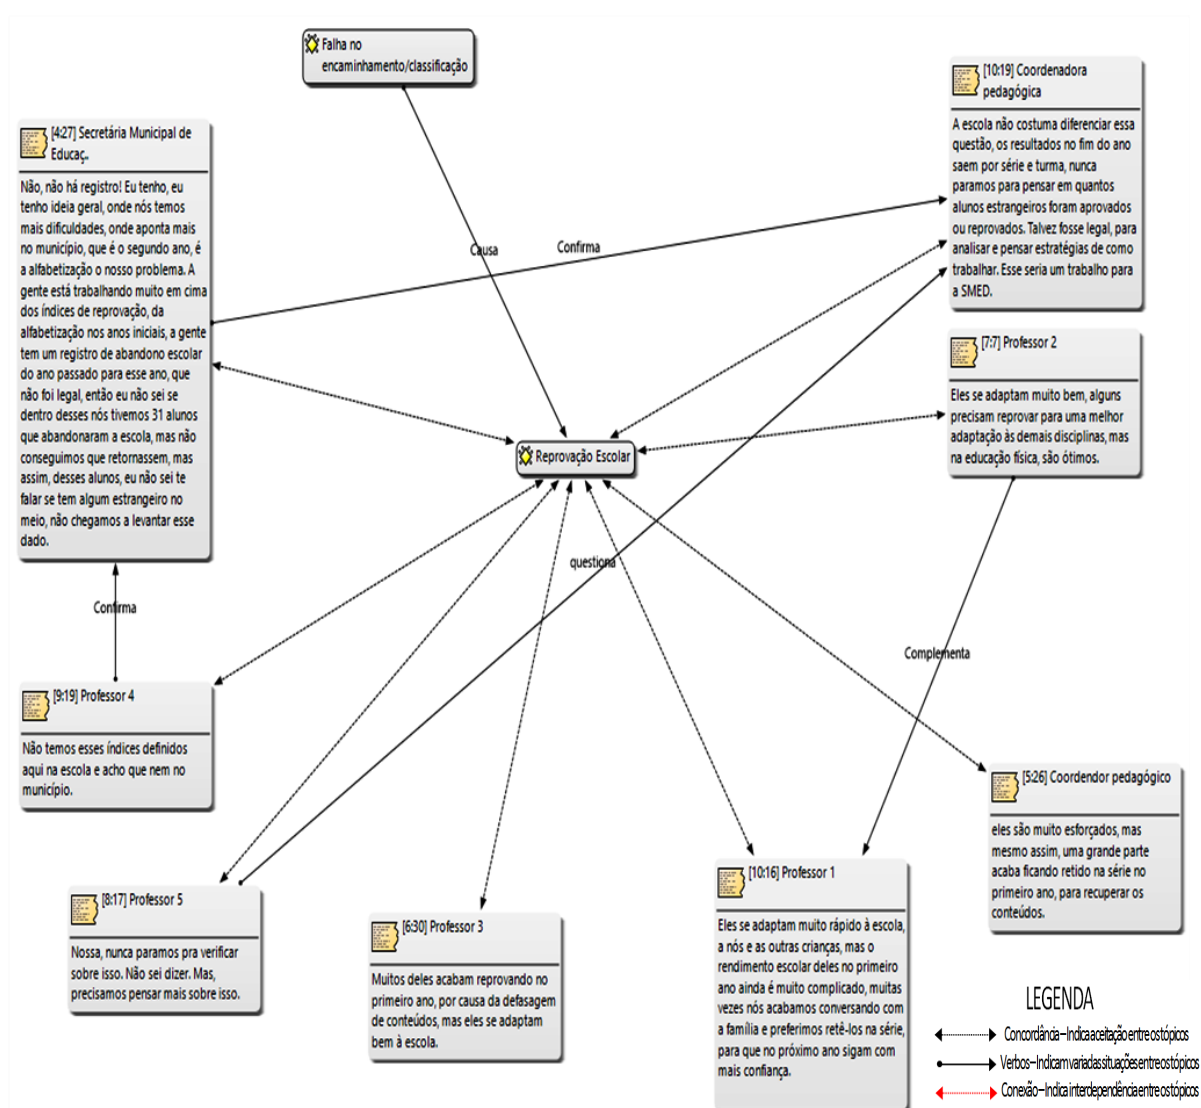 Falha no
encaminhamento/classificação
[10:19] Coordenadora
pedagógica
A escola não costuma diferenciar essa
questão, os resultados no fim do ano
saem por série e turma, nunca
paramos para pensar em quantos
alunos estrangeiros foram aprovados
ou reprovados. Talvez fosse legal, para
analisar e pensar estratégias de como
trabalhar. Esse seria um trabalho para
a SMED.
[4:27] Secretária Municipal de
Educaç..
Não, não há registro! Eu tenho, eu
tenho ideia geral, onde nós temos
mais dificuldades, onde aponta mais
no município, que é o segundo ano, é
a alfabetização o nosso problema. A
gente está trabalhando muito em cima
dos índices de reprovação, da
alfabetização nos anos iniciais, a gente
tem um registro de abandono escolar
do ano passado para esse ano, que
não foi legal, então eu não sei se
dentro desses nós tivemos 31 alunos
que abandonaram a escola, mas não
conseguimos que retornassem, mas
assim, desses alunos, eu não sei te
falar se tem algum estrangeiro no
meio, não chegamos a levantar esse
dado.
Causa
Confirma
[7:7] Professor 2
Eles se adaptam muito bem, alguns
precisam reprovar para uma melhor
adaptação às demais disciplinas, mas
na educação física, são ótimos.
Reprovação Escolar
questiona
Confirma
Complementa
[9:19] Professor 4
Não temos esses índices definidos
aqui na escola e acho que nem no
município.
[5:26] Coordendor pedagógico
eles são muito esforçados, mas
mesmo assim, uma grande parte
acaba ficando retido na série no
primeiro ano, para recuperar os
conteúdos.
[8:17] Professor 5
Nossa, nunca paramos pra verificar
sobre isso. Não sei dizer. Mas,
precisamos pensar mais sobre isso.
[6:30] Professor 3
Muitos deles acabam reprovando no
primeiro ano, por causa da defasagem
de conteúdos, mas eles se adaptam
bem à escola.
[10:16] Professor 1
Eles se adaptam muito rápido à escola,
a nós e as outras crianças, mas o
rendimento escolar deles no primeiro
ano ainda é muito complicado, muitas
vezes nós acabamos conversando com
a família e preferimos retê-los na série,
para que no próximo ano sigam com
mais confiança.
LEGENDA
Concordância – Indica aceitação entre os tópicos
Verbos – Indicam variadas situações entre os tópicos
Conexão – Indica interdependência entre os tópicos